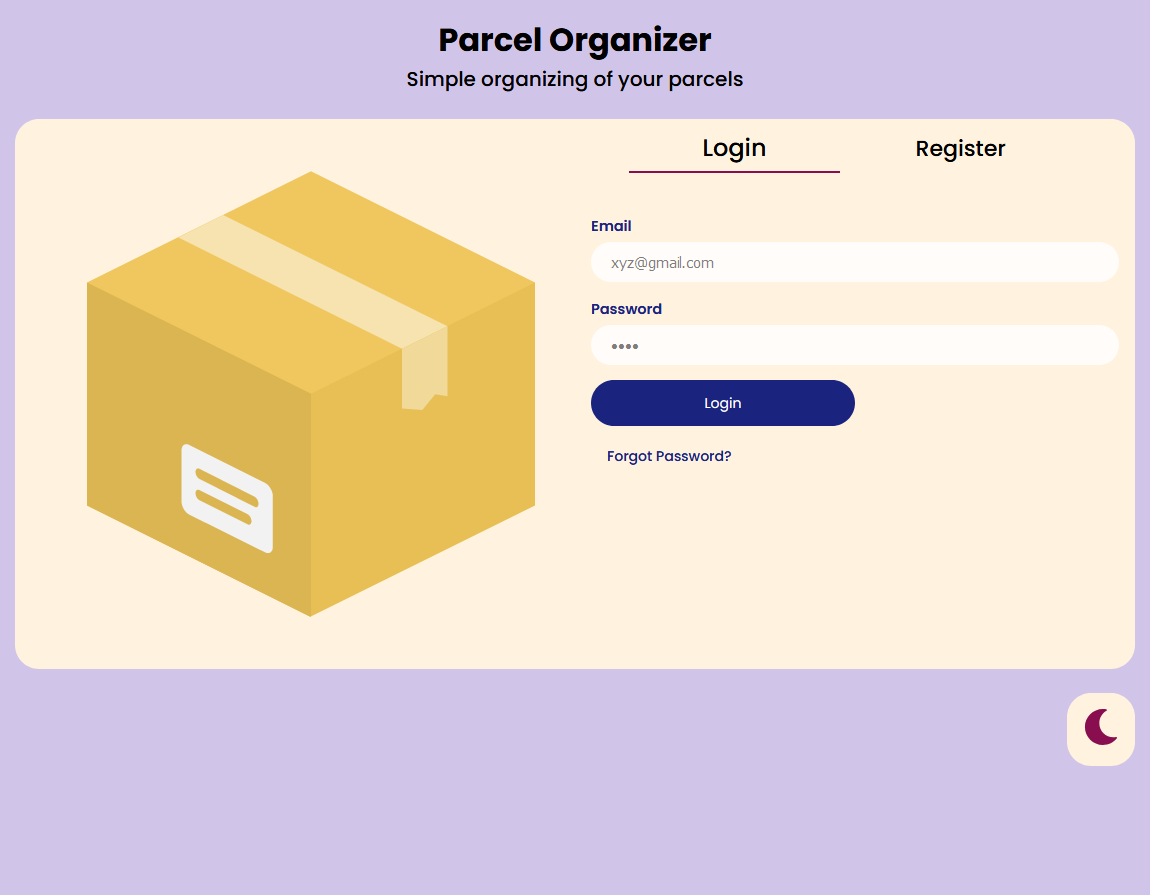 Parcel Organizer
Simple organizing of your parcels
Login Register
Email
xyz@gmail.com
Password
••••
Login
Forgot Password?